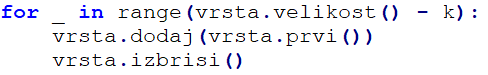 for _ in range(vrsta.velikost() - k):
    vrsta.dodaj(vrsta.prvi())
    vrsta.izbrisi()